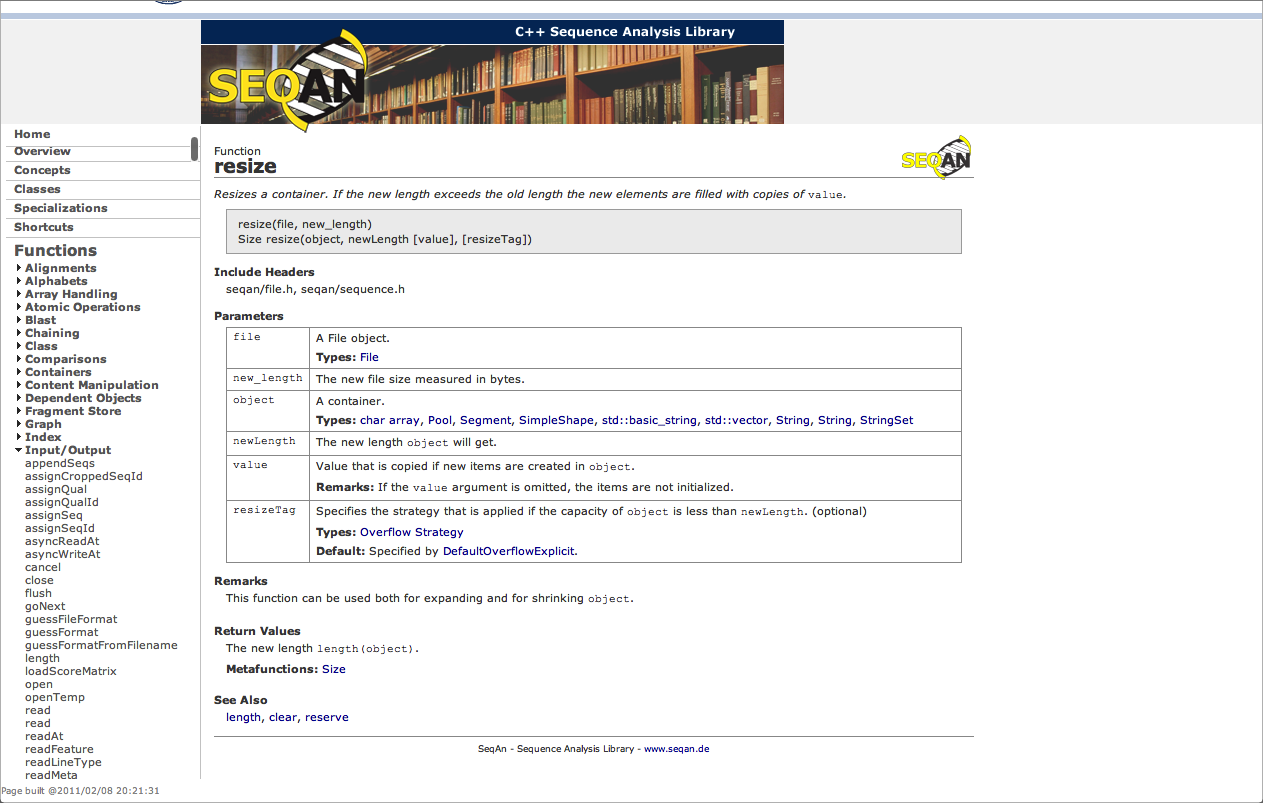 C++ Sequence Analysis Library
SEQAN
Home
Overview
Concepts
Classes
Specializations
Shortcuts
Functions
Alignments
Alphabets
Array Handling
Atomic Operations
Blast
Chaining
Class
Comparisons
Containers
Content Manipulation
Dependent Objects
Fragment Store
Graph
Index
Input/Output
appendSeqs
assignCroppedSeqId
assignQual
assignQualId
assignSeq
assignSeqId
asyncReadAt
asyncWriteAt
cancel
close
flush
goNext
guessFileFormat
guessFormat
guessFormatFromFilename
length
loadScoreMatrix
open
openTemp
read
read
readAt
readFeature
readLineType
readMeta
Page built @2011/02/08 20:21:31
Function
resize
SEQAN
Resizes a container. If the new length exceeds the old length the new elements are filled with copies of value.
resize(file, new_length)
Size resize(object, newLength [value], [resizeTag])
Include Headers
seqan/file.h, seqan/sequence.h
Parameters
file
A File object.
Types: File
new_length
The new file size measured in bytes.
object
A container.
Types: char array, Pool, Segment, SimpleShape, std::basic_string, std::vector, String, String, StringSet
newLength
The new length object will get.
value
Value that is copied if new items are created in object.
Remarks: If the value argument is omitted, the items are not initialized.
resizeTag
Specifies the strategy that is applied if the capacity of object is less than newLength. (optional)
Types: Overflow Strategy
Default: Specified by DefaultOverflowExplicit.
Remarks
This function can be used both for expanding and for shrinking object.
Return Values
The new length length(object).
Metafunctions: Size
See Also
length, clear, reserve
SeqAn - Sequence Analysis Library - www.seqan.de